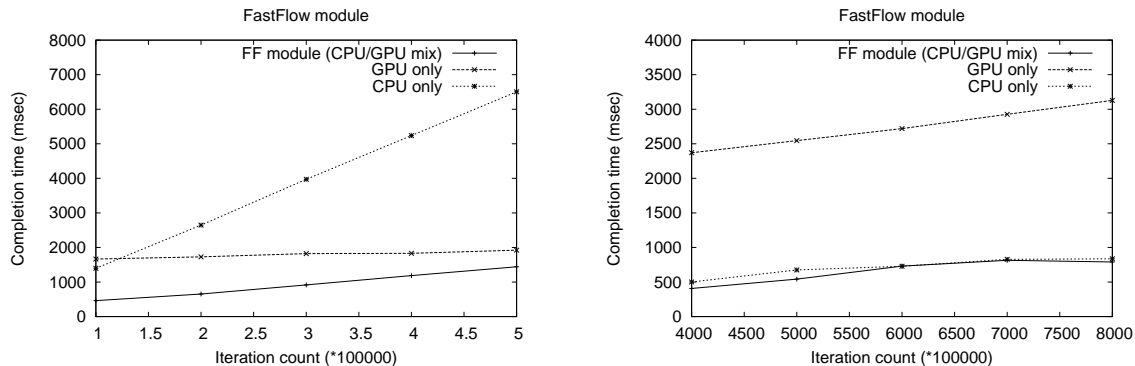 FastFlow module
8000
7000
6000
5000
4000
3000
2000
1000
0
Completion time (msec)
FF module (CPU/GPU mix)
GPU only
CPU only
1 1.5 2 2.5 3 3.5 4 4.5 5
Iteration count (*100000)
FastFlow module
4000
3500
3000
2500
2000
1500
1000
500
0
Completion time (msec)
FF module (CPU/GPU mix)
GPU only
CPU only
4000 4500 5000 5500 6000 6500 7000 7500 8000
Iteration count (*100000)